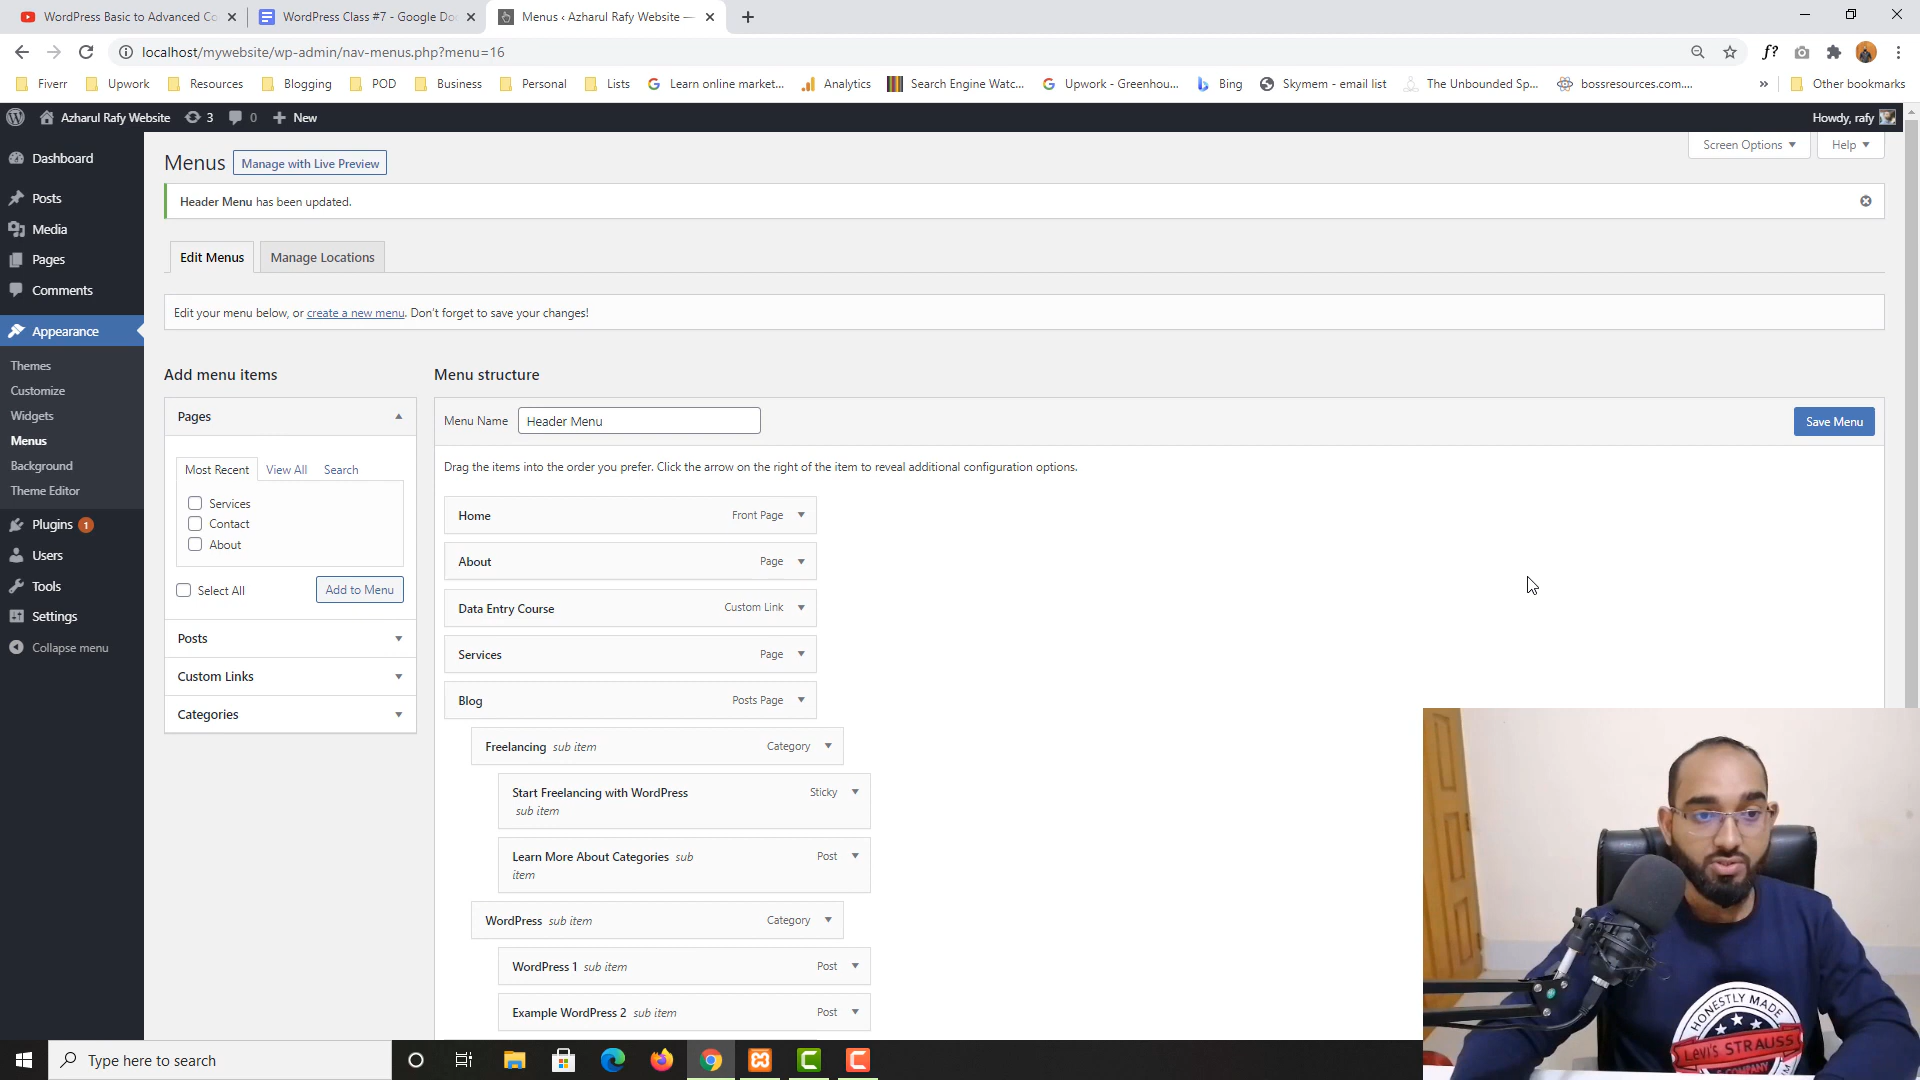 WordPress Basic to Advanced Co
WordPress Class #7 - Google Doc
Menus ‹ Azharul Rafy Website —
localhost/mywebsite/wp-admin/nav-menus.php?menu=16
f?
Fiverr
Upwork
Resources
Blogging
POD
Business
Personal
Lists
Learn online market...
Analytics
Search Engine Watc...
Upwork - Greenhou...
Bing
Skymem - email list
The Unbounded Sp...
bossresources.com....
»
Other bookmarks
Azharul Rafy Website
3
0
New
Howdy, rafy
Dashboard
Posts
Media
Pages
Comments
Appearance
Themes
Customize
Widgets
Menus
Background
Theme Editor
Plugins 1
Users
Tools
Settings
Collapse menu
Screen Options
Help
Menus
Manage with Live Preview
Header Menu has been updated.
Edit Menus
Manage Locations
Edit your menu below, or create a new menu. Don't forget to save your changes!
Add menu items
Pages
Most Recent
View All
Search
Services
Contact
About
Select All
Add to Menu
Posts
Custom Links
Categories
Menu structure
Menu Name
Header Menu
Save Menu
Drag the items into the order you prefer. Click the arrow on the right of the item to reveal additional configuration options.
Home
Front Page
About
Page
Data Entry Course
Custom Link
Services
Page
Blog
Posts Page
Freelancing sub item
Category
Start Freelancing with WordPress
sub item
Sticky
Learn More About Categories sub
item
Post
WordPress sub item
Category
WordPress 1 sub item
Post
Example WordPress 2 sub item
Post
HONESTLY MADE
LEVI'S STRAUSS
Type here to search